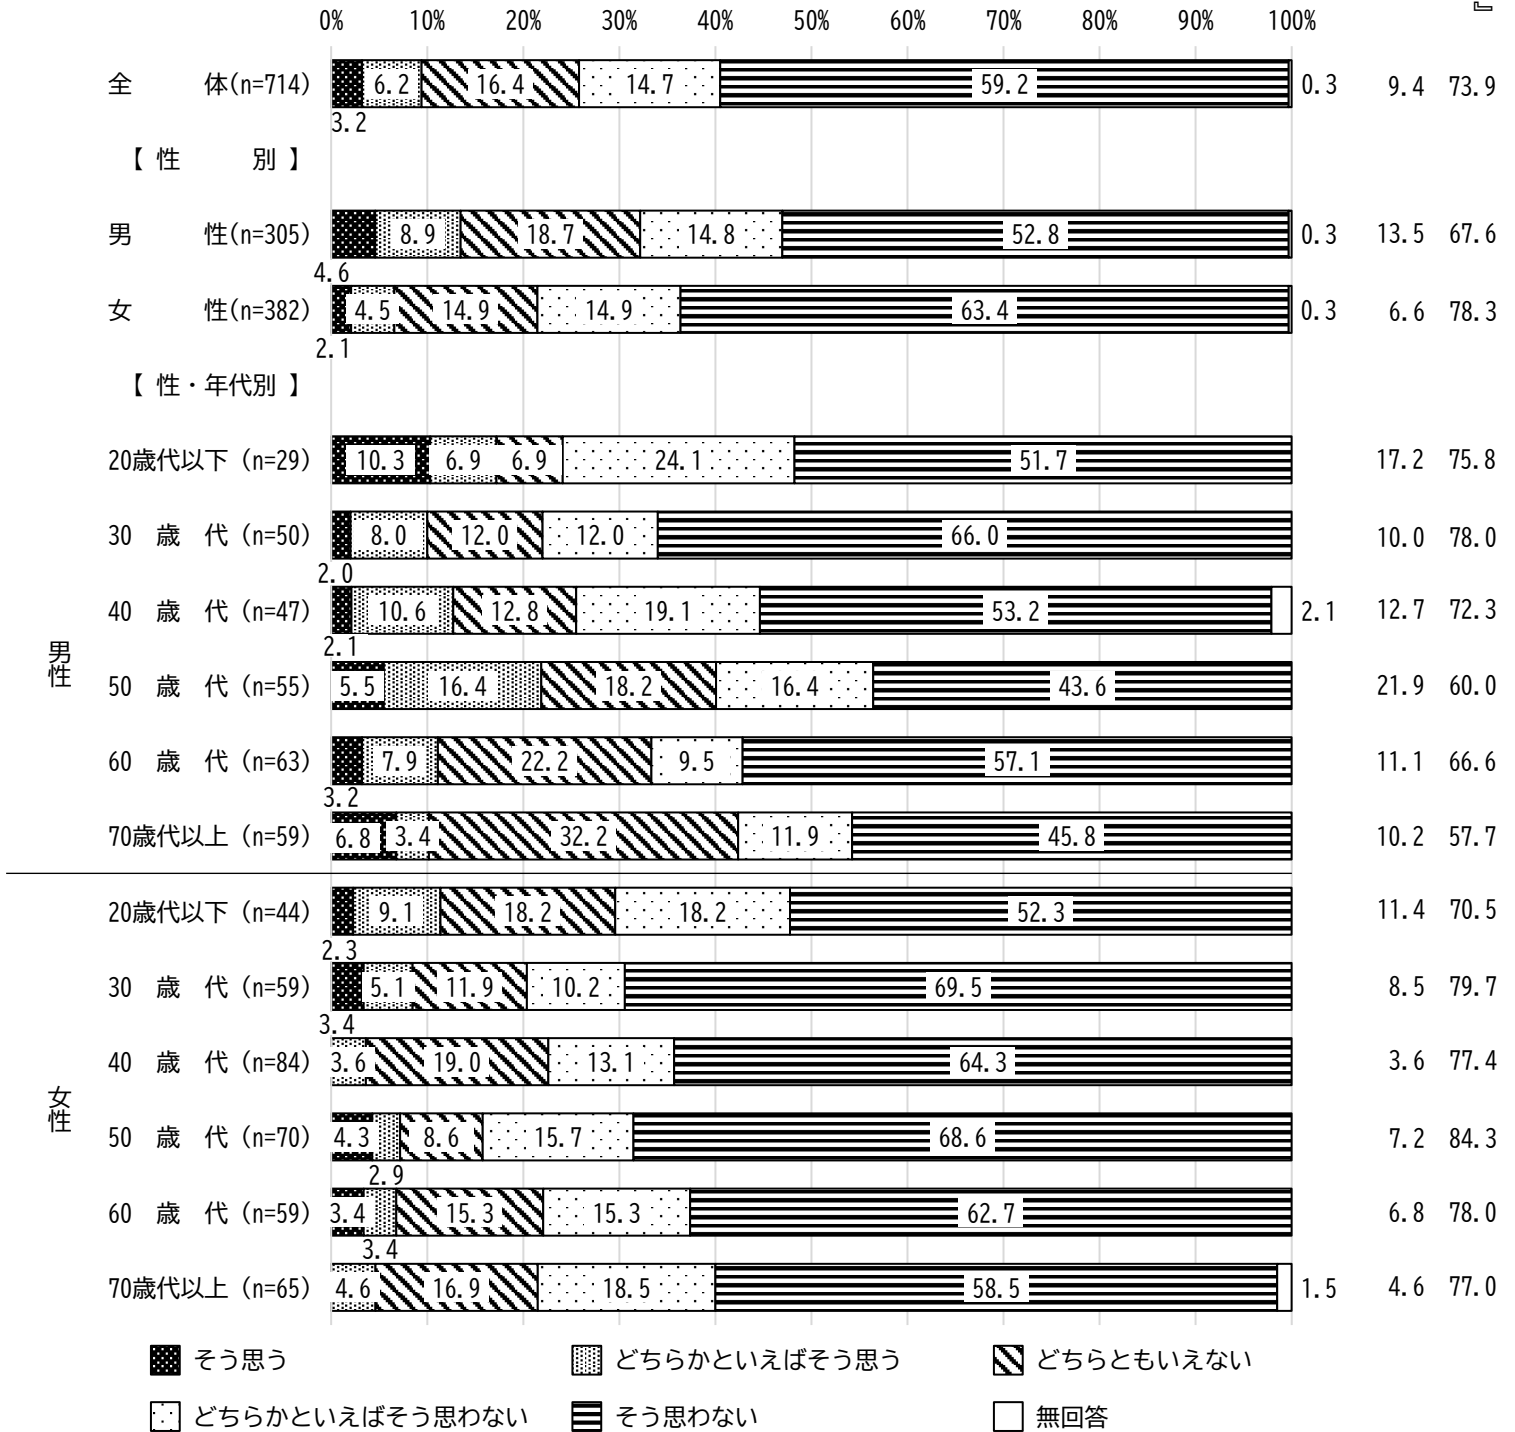 』
0% 10% 20% 30% 40% 50% 60% 70% 80% 90% 100%
全 体(n=714) 6.2 16.4 14.7 59.2 0.3 9.4 73.9
3.2
【 性 別 】
男 性(n=305) 8.9 18.7 14.8 52.8 0.3 13.5 67.6
4.6
女 性(n=382) 4.5 14.9 14.9 63.4 0.3 6.6 78.3
2.1
【 性・年代別 】
男性
20歳代以下 (n=29) 10.3 6.9 6.9 24.1 51.7 17.2 75.8
30 歳 代 (n=50) 8.0 12.0 12.0 66.0 10.0 78.0
2.0
40 歳 代 (n=47) 10.6 12.8 19.1 53.2 2.1 12.7 72.3
2.1
50 歳 代 (n=55) 5.5 16.4 18.2 16.4 43.6 21.9 60.0
60 歳 代 (n=63) 7.9 22.2 9.5 57.1 11.1 66.6
3.2
70歳代以上 (n=59) 6.8 3.4 32.2 11.9 45.8 10.2 57.7
女性
20歳代以下 (n=44) 9.1 18.2 18.2 52.3 11.4 70.5
2.3
30 歳 代 (n=59) 5.1 11.9 10.2 69.5 8.5 79.7
3.4
40 歳 代 (n=84) 3.6 19.0 13.1 64.3 3.6 77.4
50 歳 代 (n=70) 4.3 8.6 15.7 68.6 7.2 84.3
2.9
60 歳 代 (n=59) 3.4 15.3 15.3 62.7 6.8 78.0
3.4
70歳代以上 (n=65) 4.6 16.9 18.5 58.5 1.5 4.6 77.0
そう思う どちらかといえばそう思う どちらともいえない
どちらかといえばそう思わない そう思わない 無回答